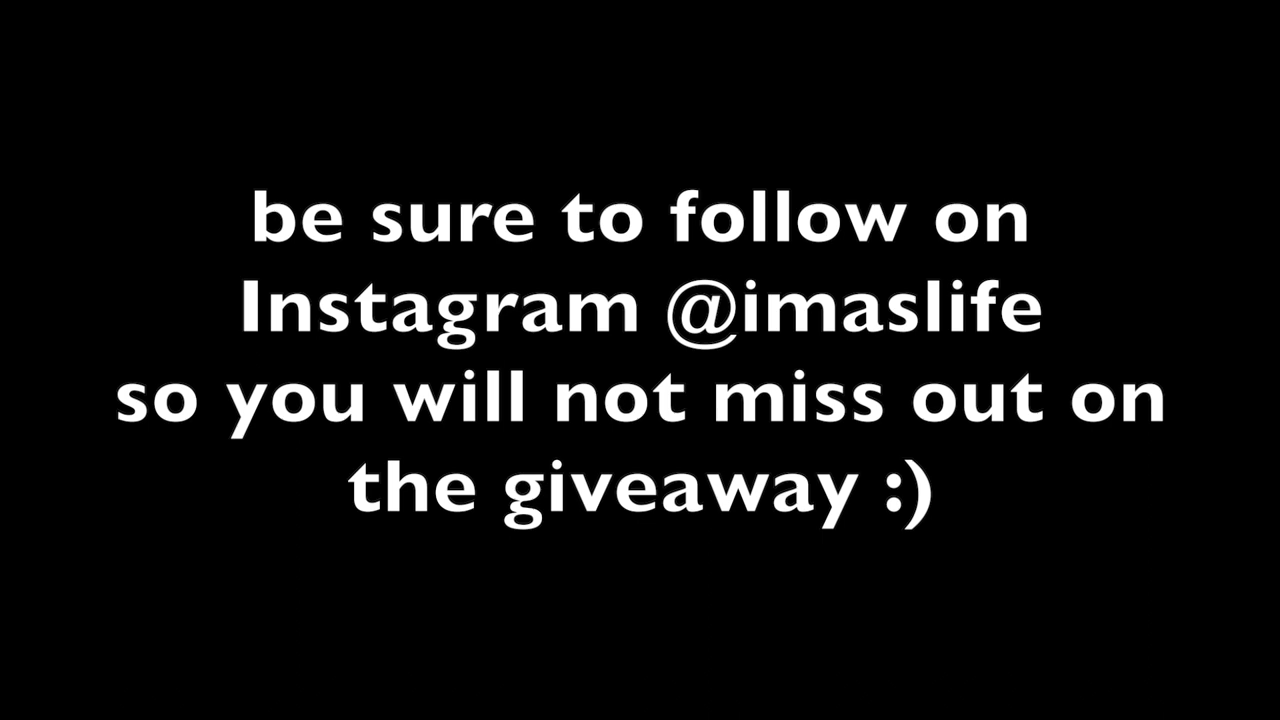 be sure to follow on
Instagram @imaslife
so you will not miss out on
the giveaway :)